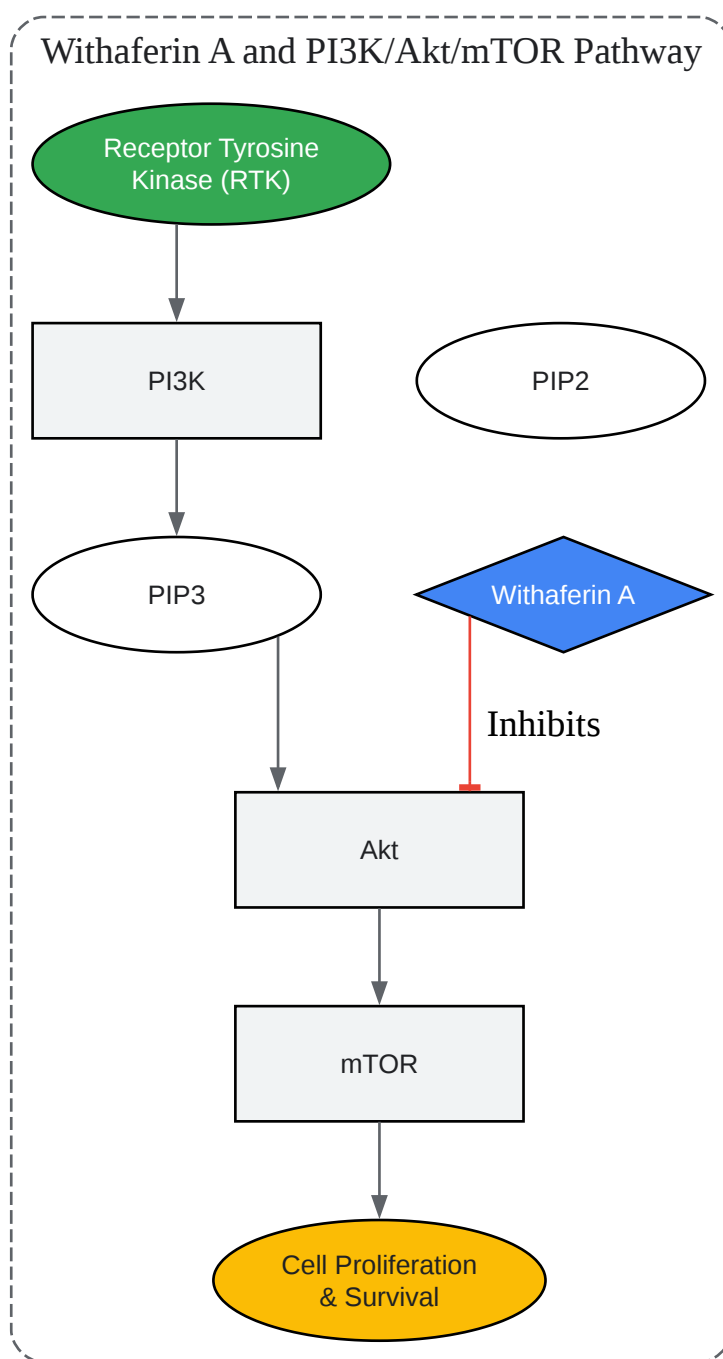 Withaferin A and PI3K/Akt/mTOR Pathway
Receptor Tyrosine
Kinase (RTK)
PI3K
PIP2
PIP3
Withaferin A
Inhibits
Akt
mTOR
Cell Proliferation
& Survival